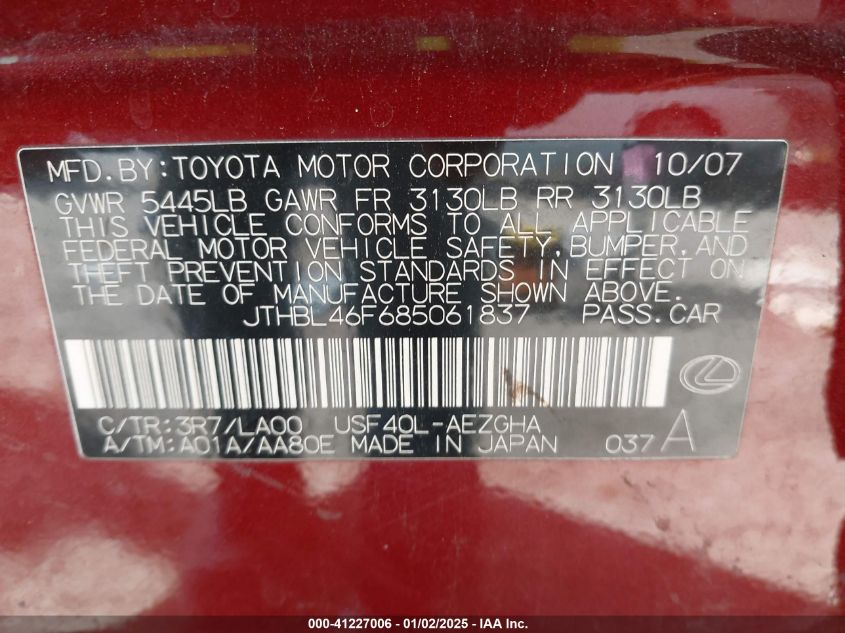 MFD. BY: TOYOTA MOTOR CORPORATION 10/07
GVWR 5445LB GAWR FR 3130LB RR 3130LB
THIS VEHICLE CONFORMS TO ALL APPLICABLE
FEDERAL MOTOR VEHICLE SAFETY, BUMPER, AND
THEFT PREVENTION STANDARDS IN EFFECT ON
THE DATE OF MANUFACTURE SHOWN ABOVE.
JTHBL46F685061837 PASS.CAR
C/TR:3R7/LA00 USF40L-AEZGHA
A/TM:A01A/AA80E MADE IN JAPAN 037 A
000-41227006 - 01/02/2025 - IAA Inc.